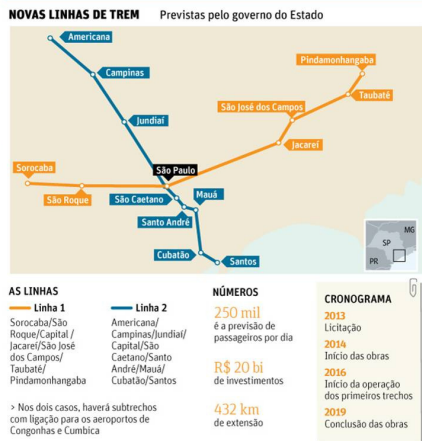 NOVAS LINHAS DE TREM Previstas pelo governo do Estado
Americana
Campinas
Jundiaí
Pindamonhangaba
Taubaté
São José dos Campos
Jacareí
São Paulo
Sorocaba
São Roque
São Caetano
Mauá
Santo André
Cubatão
Santos
MG
SP
PR
AS LINHAS
Linha 1
Sorocaba/São
Roque/Capital /
Jacareí/São José
dos Campos/
Taubaté/
Pindamonhangaba
Linha 2
Americana/
Campinas/Jundiaí/
Capital/São
Caetano/Santo
André/Mauá/
Cubatão/Santos
> Nos dois casos, haverá subtrechos
com ligação para os aeroportos de
Congonhas e Cumbica
NÚMEROS
250 mil
é a previsão de
passageiros por dia
R$ 20 bi
de investimentos
432 km
de extensão
CRONOGRAMA
2013
Licitação
2014
Início das obras
2016
Início da operação
dos primeiros trechos
2019
Conclusão das obras